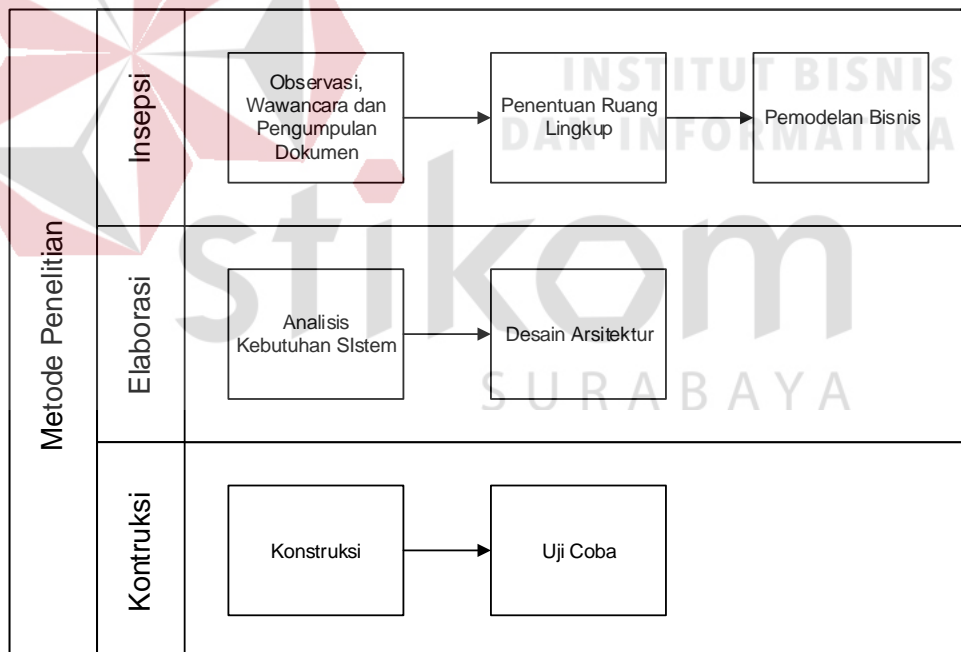 Metode Penelitian
Insepsi
Observasi,
Wawancara dan
Pengumpulan
Dokumen
Penentuan Ruang
Lingkup
Pemodelan Bisnis
INSTITUT BISNIS
DAN INFORMATIKA
stikom
SURABAYA
Elaborasi
Analisis
Kebutuhan SIstem
Desain Arsitektur
Kontruksi
Konstruksi
Uji Coba